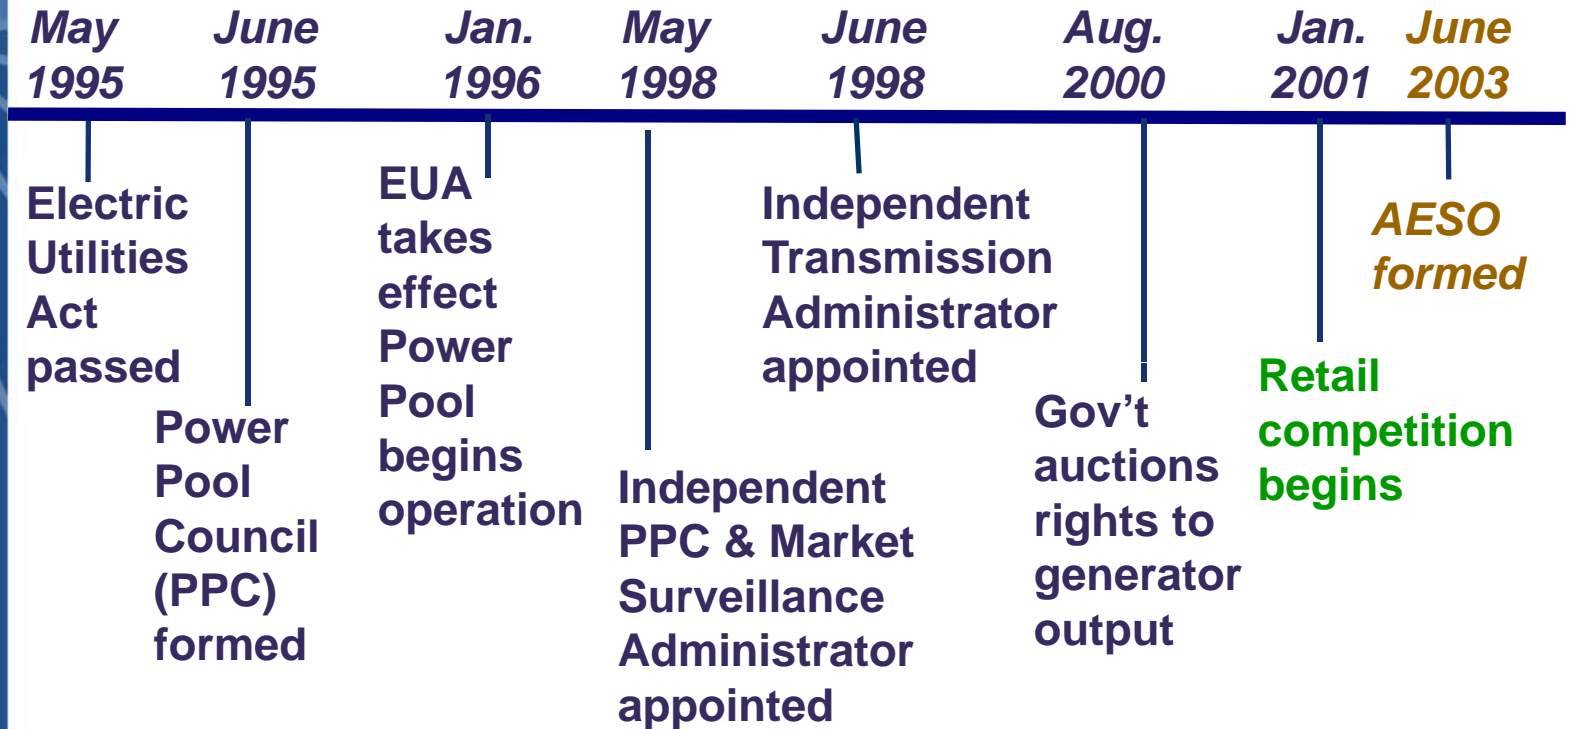 May 1995
June 1995
Jan. 1996
May 1998
June 1998
Aug. 2000
Jan. 2001
June 2003
Electric
Utilities
Act
passed
Power
Pool
Council
(PPC)
formed
EUA
takes
effect
Power
Pool
begins
operation
Independent
PPC & Market
Surveillance
Administrator
appointed
Independent
Transmission
Administrator
appointed
Gov’t
auctions
rights to
generator
output
Retail
competition
begins
AESO
formed